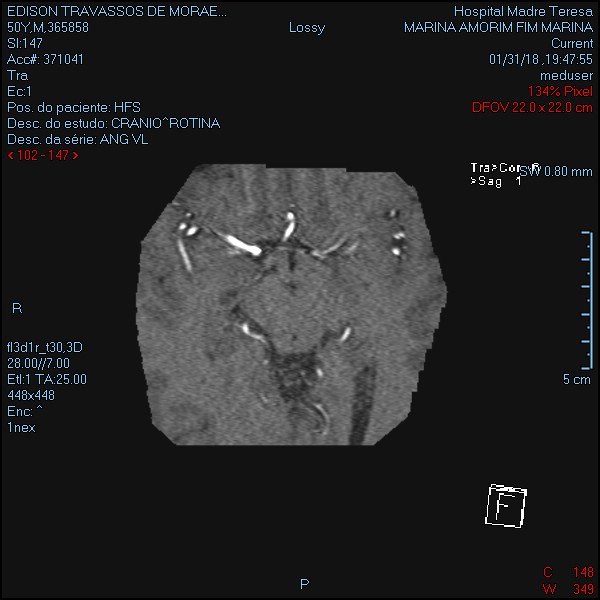 EDISON TRAVASSOS DE MORAE...
50Y,M,365858
Sl:147
Acc#: 371041
Tra
Ec:1
Pos. do paciente: HFS
Desc. do estudo: CRANIO^ROTINA
Desc. da série: ANG VL
< 102 - 147 >
Lossy
Hospital Madre Teresa
MARINA AMORIM FIM MARINA
Current
01/31/18 ,19:47:55
meduser
134% Pixel
DFOV 22.0 x 22.0 cm
Tra>Cor
SW 0.80 mm
>Sag 1
R
fl3d1r_t30,3D
28.00//7.00
Etl:1 TA:25.00
448x448
Enc: ^
1nex
5 cm
F
P
C 148
W 349